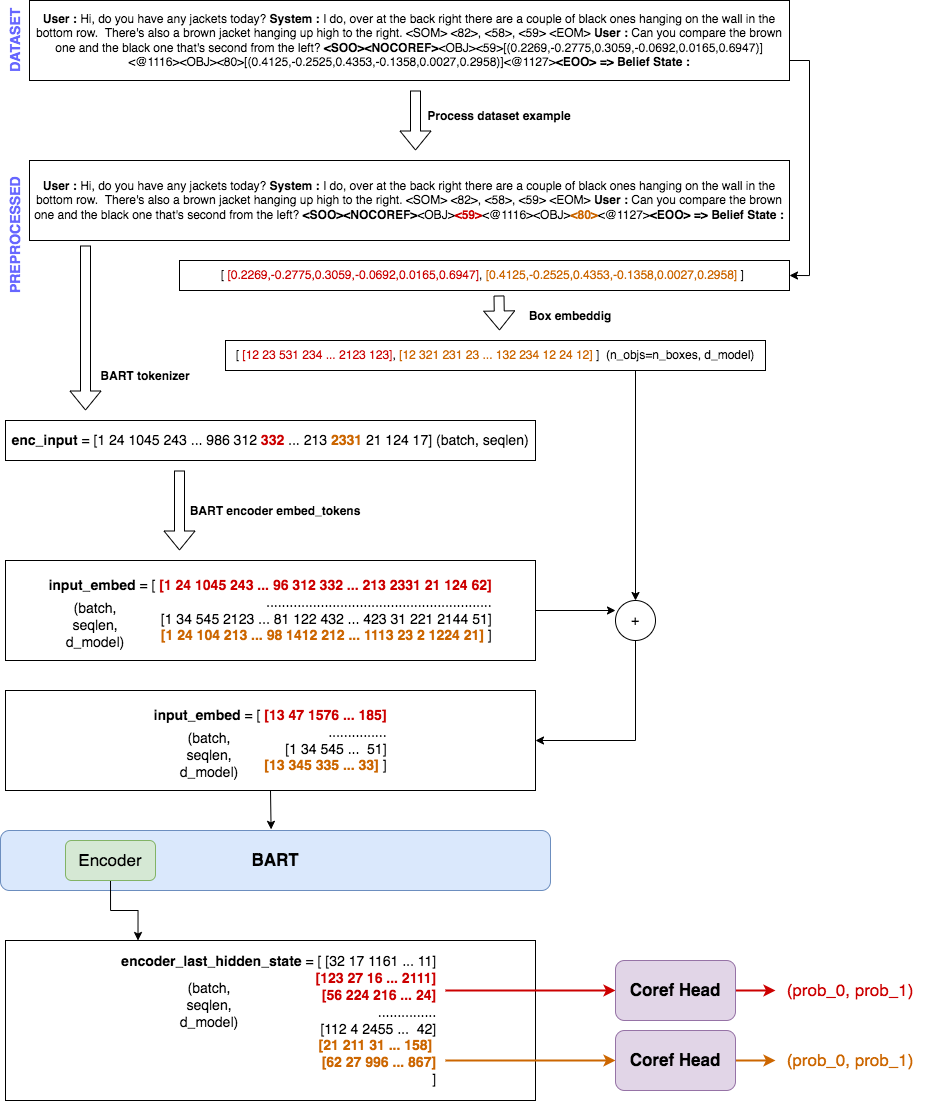 DATASET
User : Hi, do you have any jackets today? System : I do, over at the back right there are a couple of black ones hanging on the wall in the
bottom row.  There's also a brown jacket hanging up high to the right. <SOM> <82>, <58>, <59> <EOM> User : Can you compare the brown
one and the black one that's second from the left? <SOO><NOCOREF><OBJ><59>[(0.2269,-0.2775,0.3059,-0.0692,0.0165,0.6947)]
<@1116><OBJ><80>[(0.4125,-0.2525,0.4353,-0.1358,0.0027,0.2958)]<@1127><EOO> => Belief State :
Process dataset example
PREPROCESSED
User : Hi, do you have any jackets today? System : I do, over at the back right there are a couple of black ones hanging on the wall in the
bottom row.  There's also a brown jacket hanging up high to the right. <SOM> <82>, <58>, <59> <EOM> User : Can you compare the brown
one and the black one that's second from the left? <SOO><NOCOREF><OBJ><59><@1116><OBJ><80><@1127><EOO> => Belief State :
[ [0.2269,-0.2775,0.3059,-0.0692,0.0165,0.6947], [0.4125,-0.2525,0.4353,-0.1358,0.0027,0.2958] ]
Box embeddig
[ [12 23 531 234 ... 2123 123], [12 321 231 23 ... 132 234 12 24 12] ]  (n_objs=n_boxes, d_model)
BART tokenizer
enc_input = [1 24 1045 243 ... 986 312 332 ... 213 2331 21 124 17] (batch, seqlen)
BART encoder embed_tokens
input_embed = [ [1 24 1045 243 ... 96 312 332 ... 213 2331 21 124 62]
(batch,
seqlen,
d_model)
...........................................................
[1 34 545 2123 ... 81 122 432 ... 423 31 221 2144 51]
[1 24 104 213 ... 98 1412 212 ... 1113 23 2 1224 21] ]
+
input_embed = [ [13 47 1576 ... 185]
(batch,
seqlen,
d_model)
...............
[1 34 545 ...  51]
[13 345 335 ... 33] ]
Encoder
BART
encoder_last_hidden_state = [ [32 17 1161 ... 11]
(batch,
seqlen,
d_model)
[123 27 16 ... 2111]
[56 224 216 ... 24]
...............
[112 4 2455 ...  42]
[21 211 31 ... 158]
[62 27 996 ... 867]
]
Coref Head
(prob_0, prob_1)
Coref Head
(prob_0, prob_1)